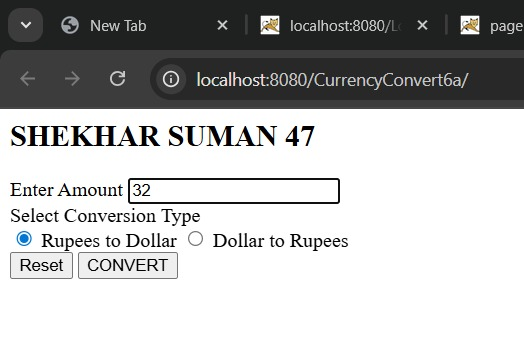 New Tab
localhost:8080/L
page
localhost:8080/CurrencyConvert6a/
SHEKHAR SUMAN 47
Enter Amount 32
Select Conversion Type
Rupees to Dollar Dollar to Rupees
Reset CONVERT